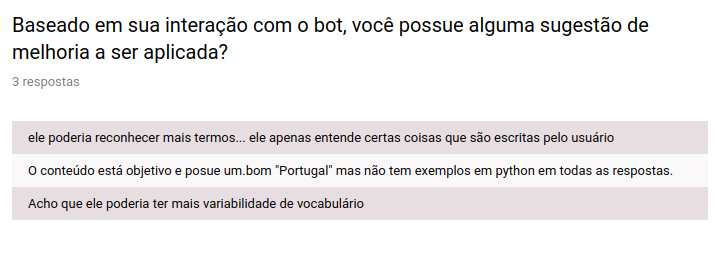 Baseado em sua interação com o bot, você possue alguma sugestão de
melhoria a ser aplicada?
3 respostas
ele poderia reconhecer mais termos... ele apenas entende certas coisas que são escritas pelo usuário
O conteúdo está objetivo e posue um.bom "Portugal" mas não tem exemplos em python em todas as respostas.
Acho que ele poderia ter mais variabilidade de vocabulário